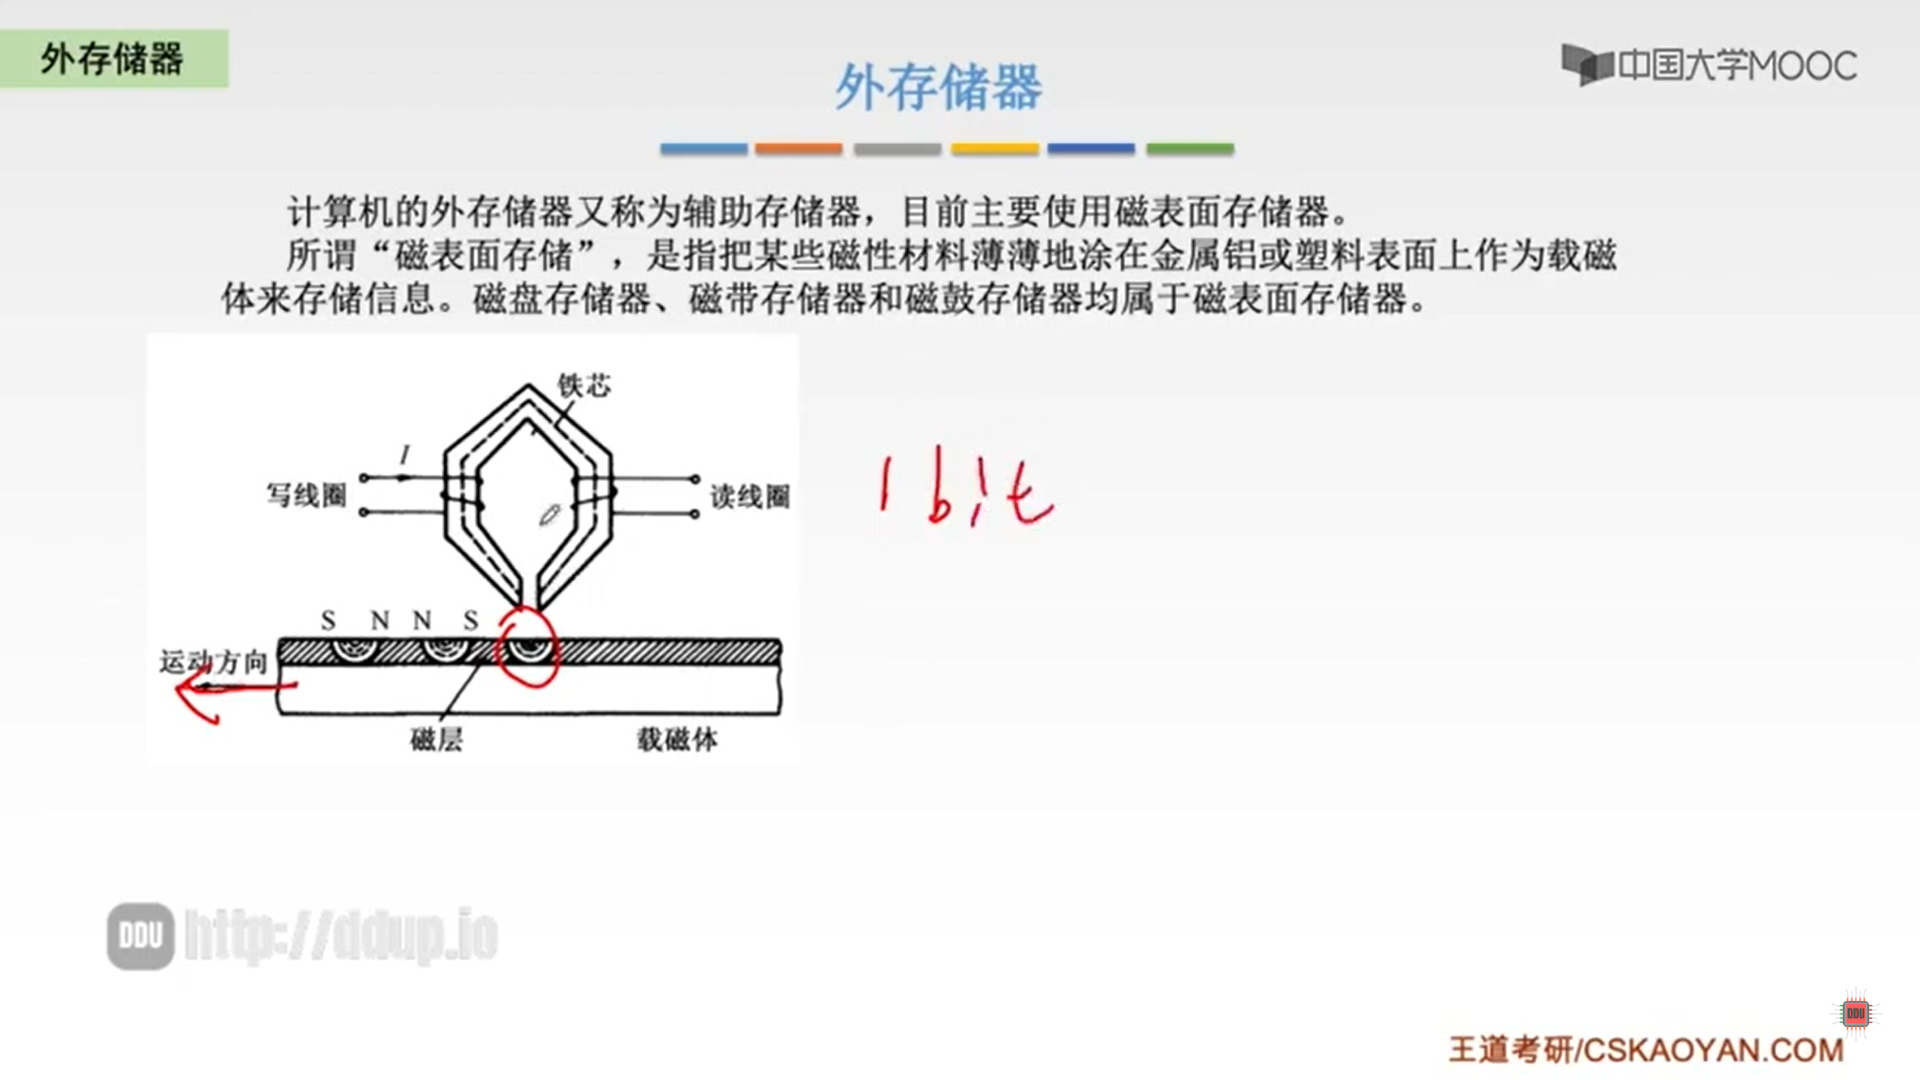 外存储器
外存储器
中国大学MOOC
计算机的外存储器又称为辅助存储器，目前主要使用磁表面存储器。
所谓“磁表面存储”，是指把某些磁性材料薄薄地涂在金属铝或塑料表面上作为载磁
体来存储信息。磁盘存储器、磁带存储器和磁鼓存储器均属于磁表面存储器。
铁芯
I
写线圈
读线圈
1 bit
S N N S
运动方向
磁层
载磁体
DDU http://ddup.io
DDU
王道考研/CSKAOYAN.COM